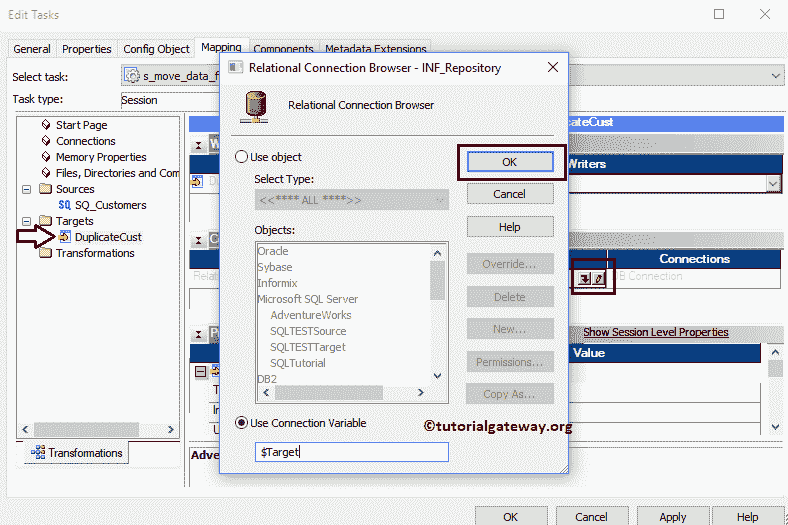 Edit Tasks
General Properties Config Object Mapping Components Metadata Extensions
Select task: s_move_data_f
Task type: Session
Start Page
Connections
Memory Properties
Files, Directories and Com
Sources
SQ_Customers
Targets
DuplicateCust
Transformations
Transformations
Relational Connection Browser - INF_Repository
Relational Connection Browser
Use object
Select Type:
<<**** ALL ****>>
Objects:
Oracle
Sybase
Informix
Microsoft SQL Server
AdventureWorks
SQLTESTSource
SQLTESTTarget
SQLTutorial
DB2
Use Connection Variable
$Target
OK
Cancel
Help
Override...
Delete
New...
Permissions...
Copy As...
©tutorialgateway.org
cateCust
Writers
Connections
Relati
DB Connection
Show Session Level Properties
Value
Adve
OK Cancel Apply Help